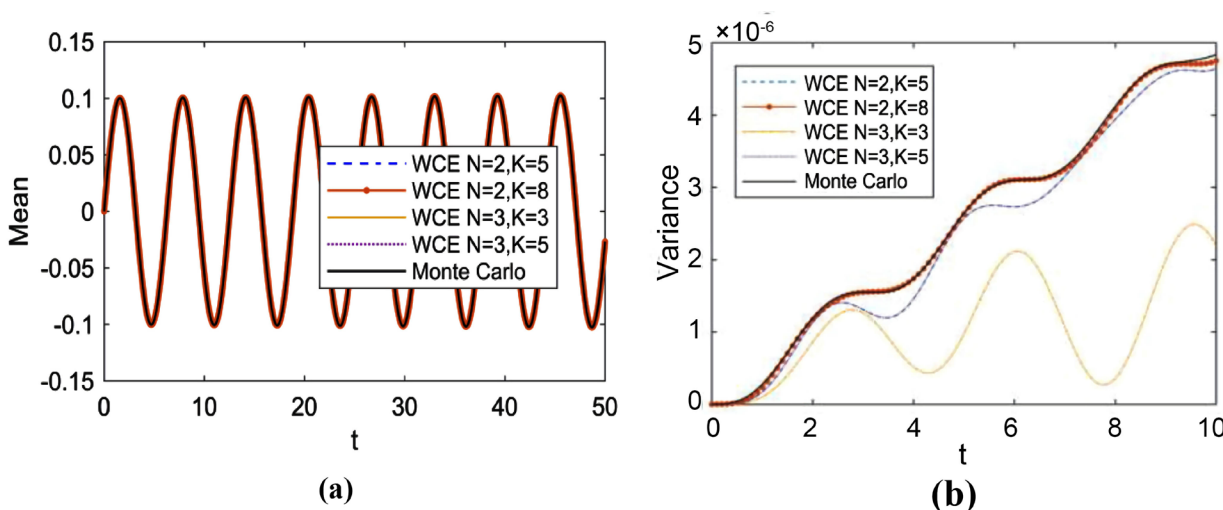 0.15
0.1
0.05
0
-0.05
-0.1
-0.15
Mean
WCE N=2,K=5
WCE N=2,K=8
WCE N=3,K=3
WCE N=3,K=5
Monte Carlo
0 10 20 30 40 50
t
(a)
×10-6
5
4
3
2
1
0
Variance
WCE N=2,K=5
WCE N=2,K=8
WCE N=3,K=3
WCE N=3,K=5
Monte Carlo
0 2 4 6 8 10
t
(b)